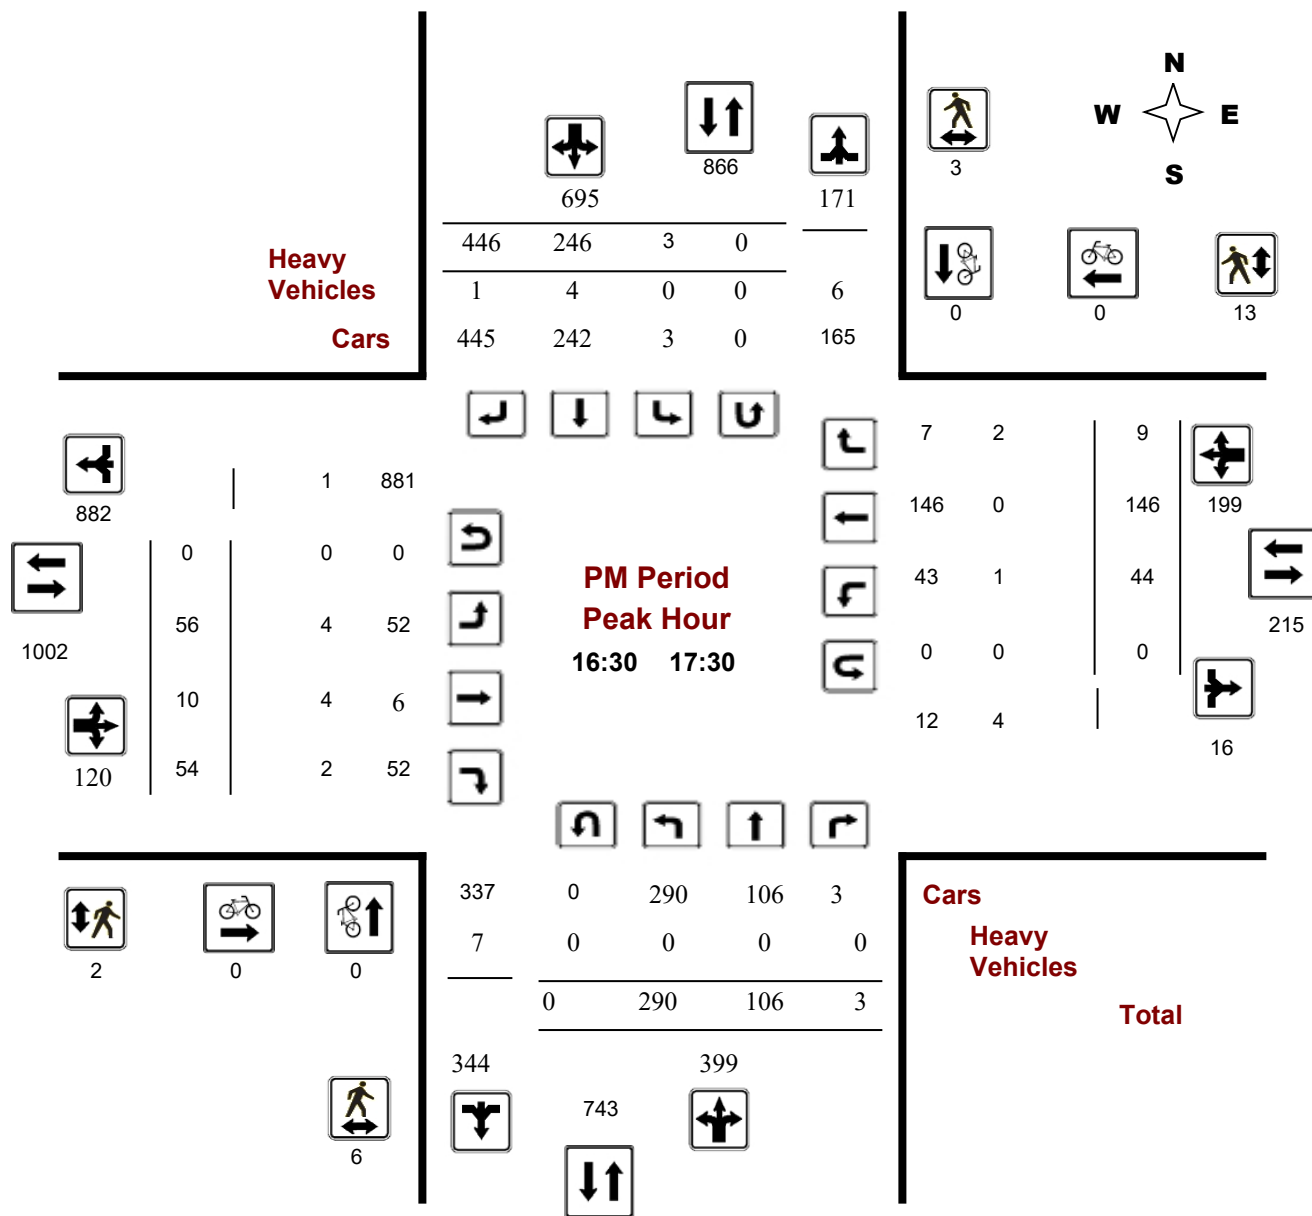 N
W E
S
866
3
695 171
446 246 3 0
Heavy
Vehicles
1 4 0 0 6
0 0 13
Cars 445 242 3 0 165
7 2 9
1 881
882
146 0 146 199
0 0 0
PM Period
43 1 44
Peak Hour
56 4 52
215
1002
16:30 17:30
0 0 0
10 4 6
12 4
16
120 54 2 52
337 0 290 106 3 Cars
7 0 0 0 0
Heavy
Vehicles
2 0 0
0 290 106 3
Total
344 399
743
6